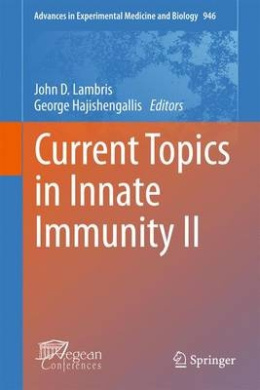 Advances in Experimental Medicine and Biology 946
John D. Lambris
George Hajishengallis Editors
Current Topics
in Innate
Immunity II
Aegean
Conferences
Springer